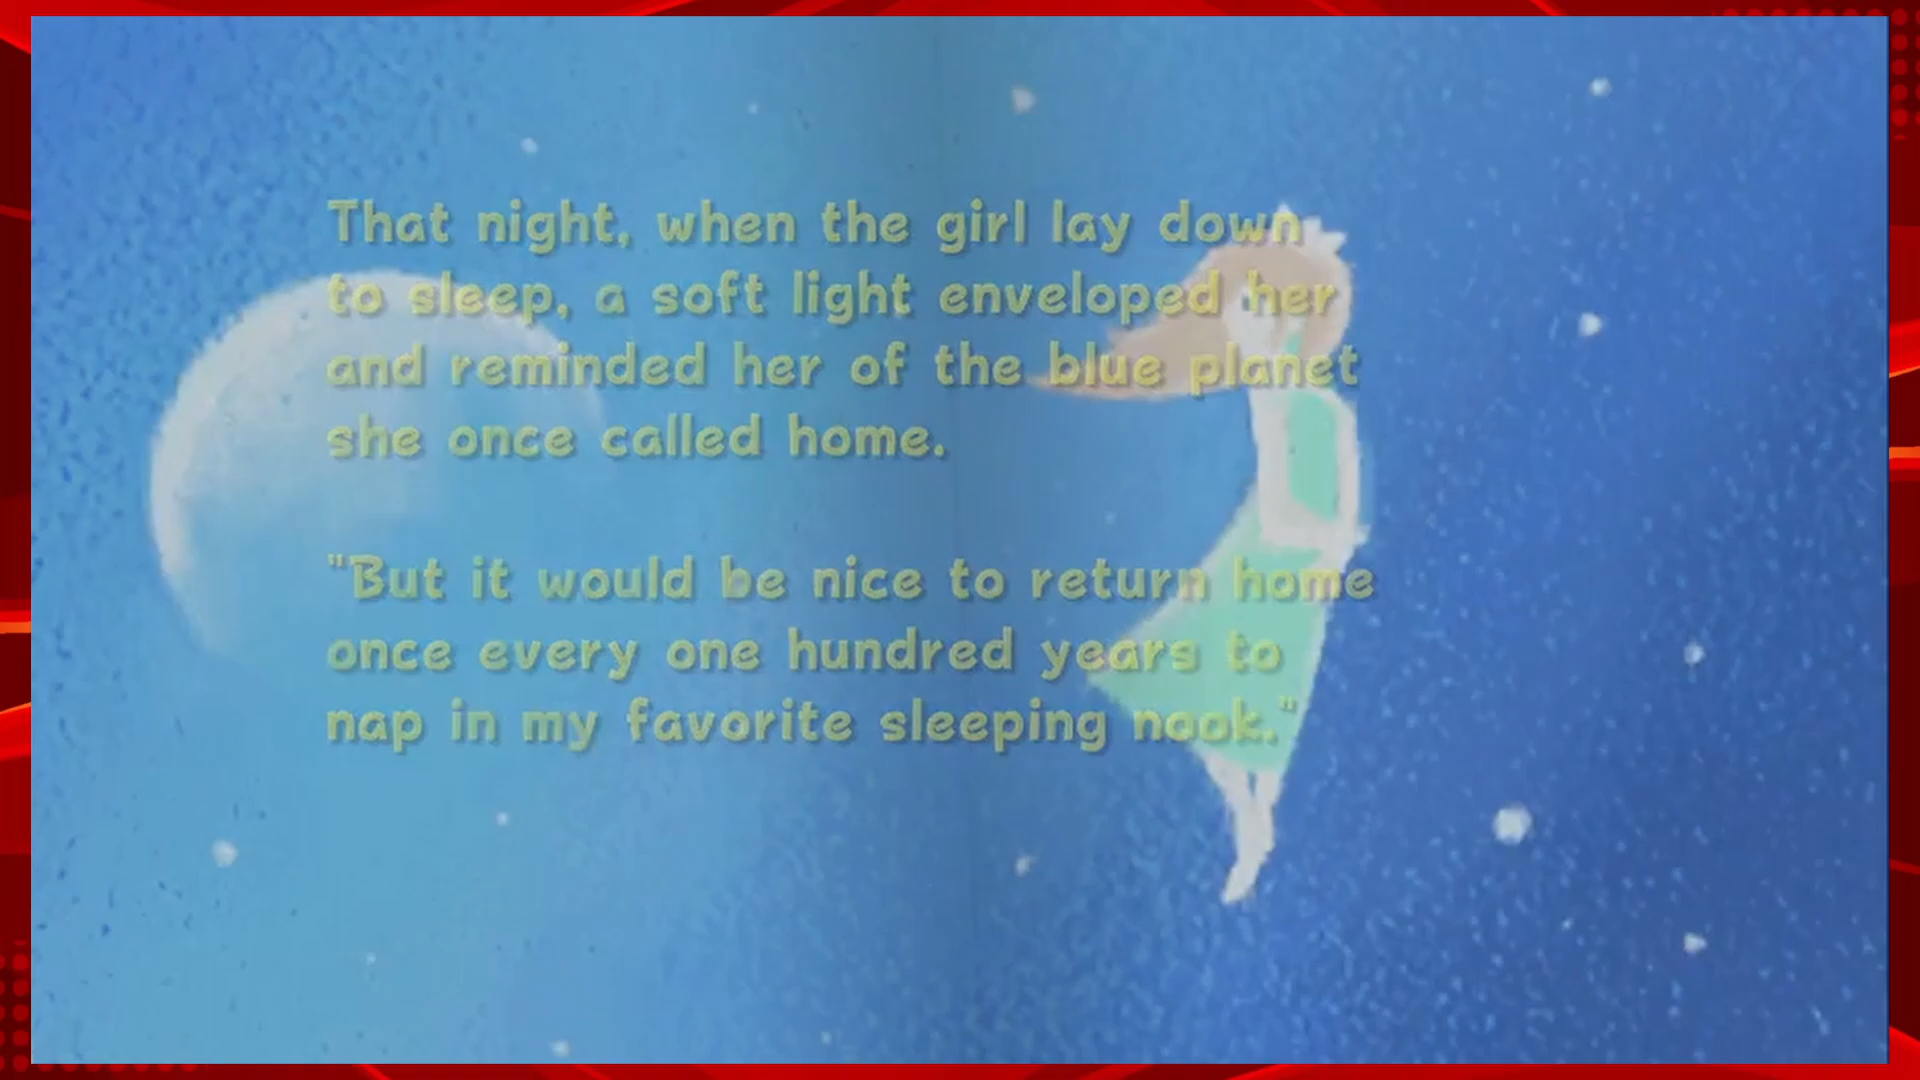 That night, when the girl lay down
to sleep, a soft light enveloped her
and reminded her of the blue planet
she once called home.
"But it would be nice to return home
once every one hundred years to
nap in my favorite sleeping nook."